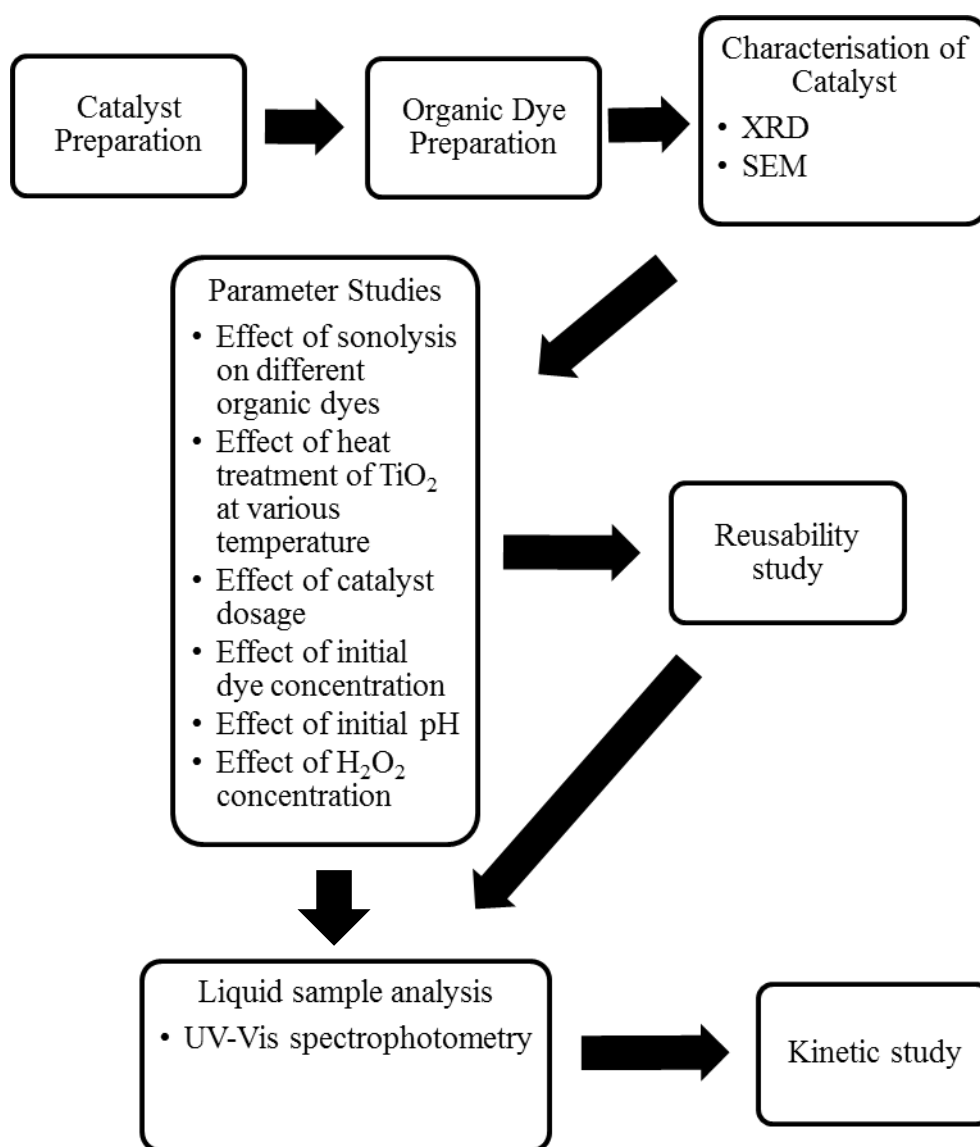 Catalyst
Preparation
Organic Dye
Preparation
Characterisation of
Catalyst
• XRD
• SEM
Parameter Studies
• Effect of sonolysis
on different
organic dyes
• Effect of heat
treatment of TiO₂
at various
temperature
• Effect of catalyst
dosage
• Effect of initial
dye concentration
• Effect of initial pH
• Effect of H₂O₂
concentration
Reusability
study
Liquid sample analysis
• UV-Vis spectrophotometry
Kinetic study